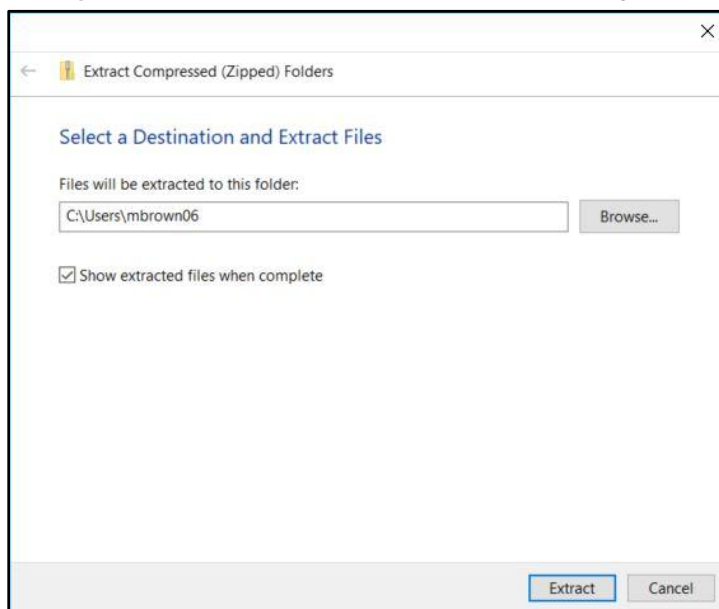 Extract Compressed (Zipped) Folders
Select a Destination and Extract Files
Files will be extracted to this folder:
C:\Users\mbrown06
Browse...
Show extracted files when complete
Extract
Cancel